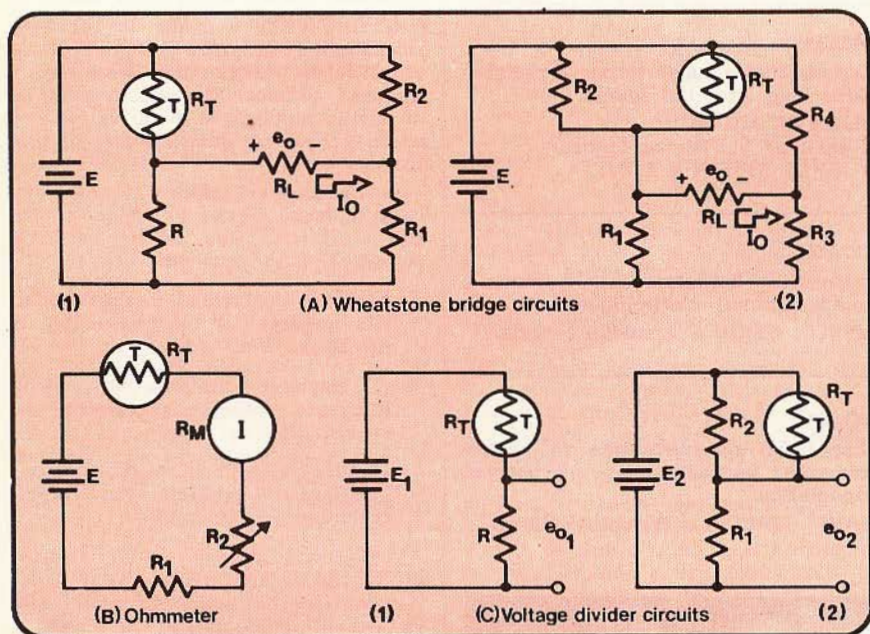 T R_T
R_2
E
+ e_o -
R_L
I_O
R
R_1
R_2
T R_T
R_4
E
+ e_o -
R_L
I_O
R_1
R_3
(1) (A) Wheatstone bridge circuits (2)
T R_T
R_M I
E
R_2
R_1
(B) Ohmmeter
R_T T
E_1
R
e_o1
R_T
R_2 T
E_2
R_1
e_o2
(1) (C) Voltage divider circuits (2)